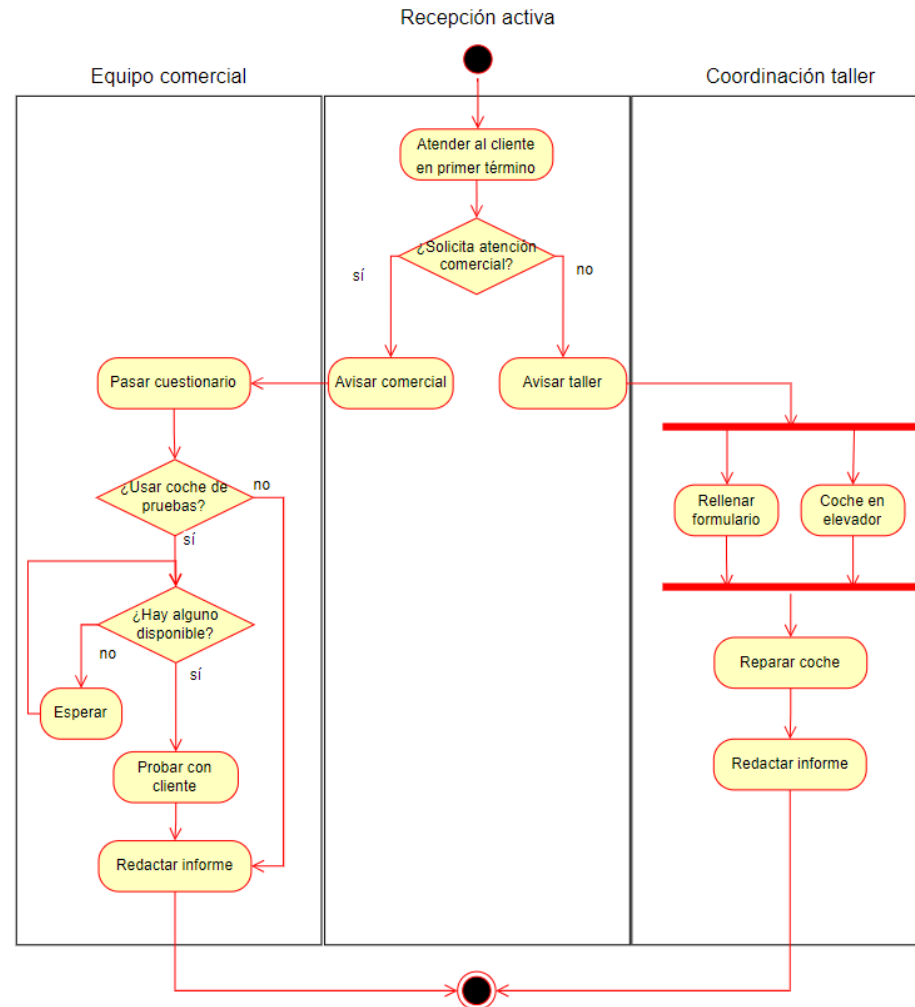 Recepción activa
Equipo comercial
Coordinación taller
Atender al cliente
en primer término
¿Solicita atención
comercial?
sí
no
Pasar cuestionario
Avisar comercial
Avisar taller
¿Usar coche de
pruebas?
no
sí
Rellenar
formulario
Coche en
elevador
¿Hay alguno
disponible?
no
sí
Reparar coche
Esperar
Probar con
cliente
Redactar informe
Redactar informe